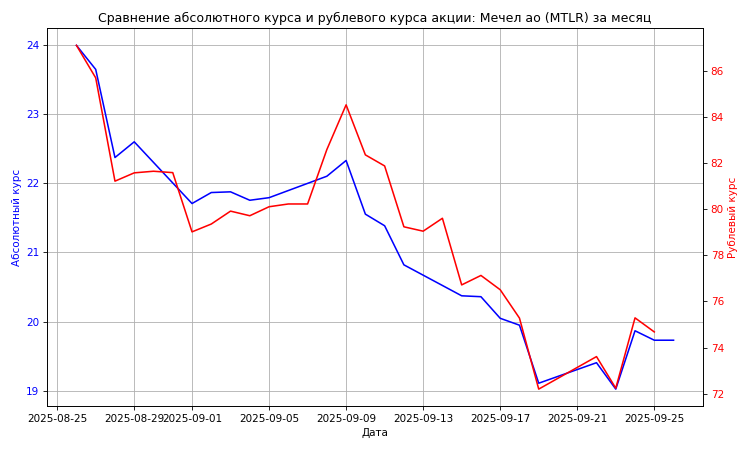 Сравнение абсолютного курса и рублевого курса акции: Мечел ао (MTLR) за месяц
24
23
22
21
20
19
Абсолютный курс
86
84
82
80
78
76
74
72
Рублевый курс
2025-08-25 2025-08-29 2025-09-01 2025-09-05 2025-09-09 2025-09-13 2025-09-17 2025-09-21 2025-09-25
Дата